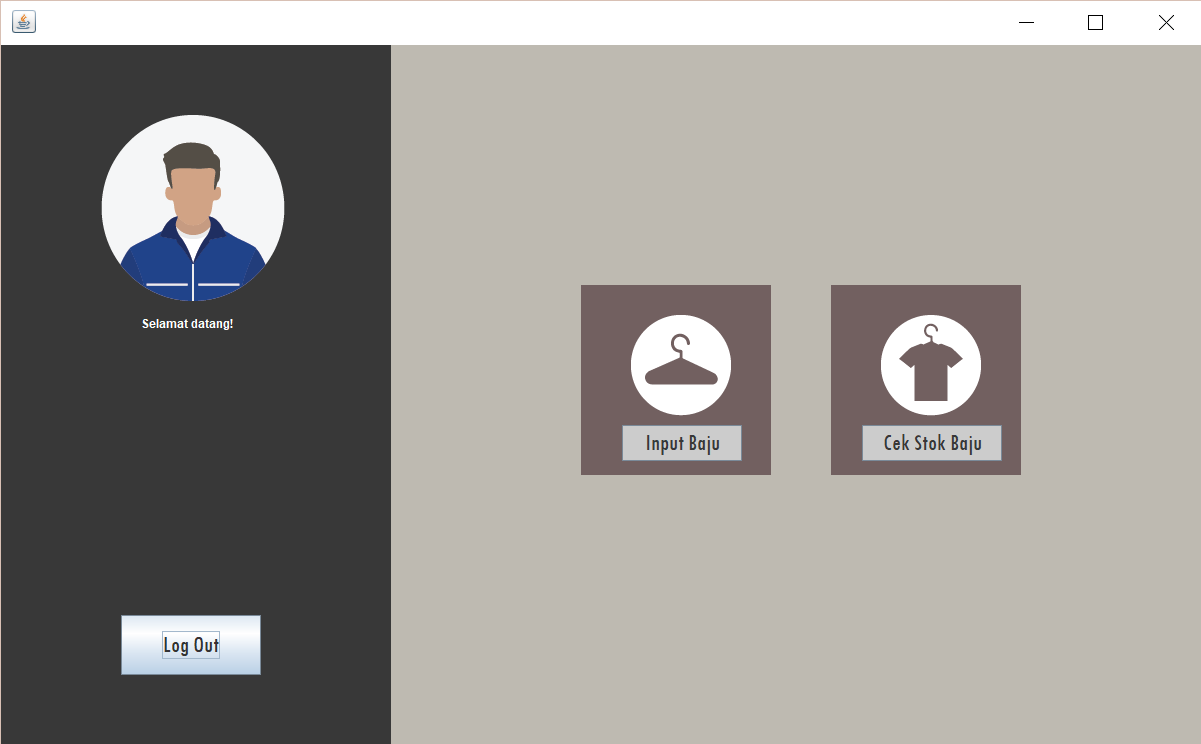 Selamat datang!
Input Baju
Cek Stok Baju
Log Out